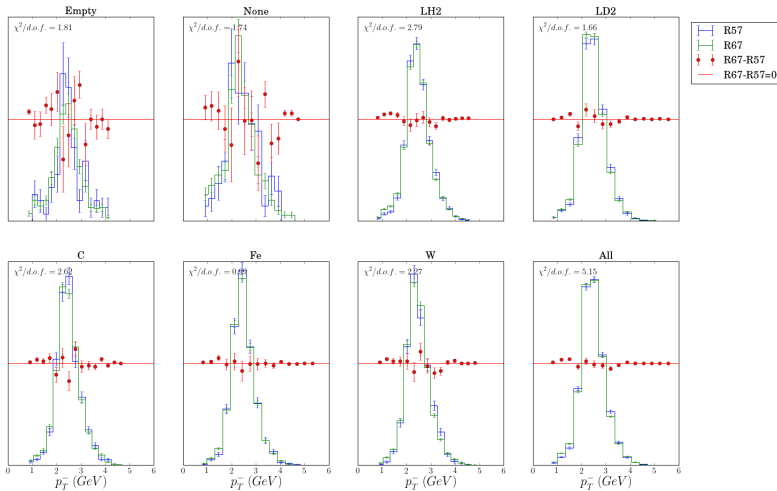 Empty
None
LH2
LD2
χ²/d.o.f. = 1.81
χ²/d.o.f. = 1.74
χ²/d.o.f. = 2.79
χ²/d.o.f. = 1.66
R57
R67
R67-R57
R67-R57=0
C
Fe
W
All
χ²/d.o.f. = 2.62
χ²/d.o.f. =
χ²/d.o.f. = 2.27
χ²/d.o.f. = 5.15
0 1 2 3 4 5 6
0 1 2 3 4 5 6
0 1 2 3 4 5 6
0 1 2 3 4 5 6
p_T^- (GeV)
p_T^- (GeV)
p_T^- (GeV)
p_T^- (GeV)